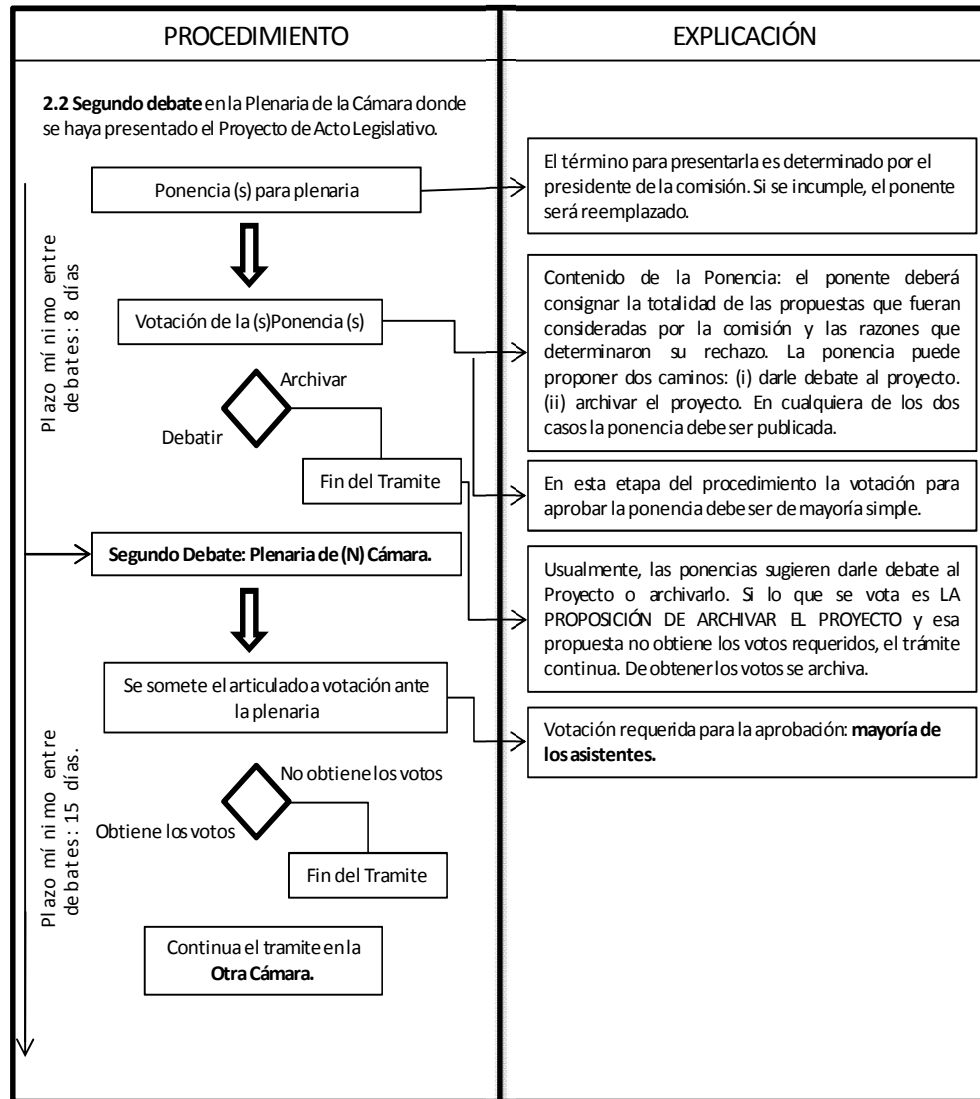 PROCEDIMIENTO
EXPLICACIÓN
2.2 Segundo debate en la Plenaria de la Cámara donde
se haya presentado el Proyecto de Acto Legislativo.
Plazo mínimo entre
debates: 8 días
Ponencia (s) para plenaria
El término para presentarla es determinado por el
presidente de la comisión. Si se incumple, el ponente
será reemplazado.
Votación de la (s)Ponencia (s)
Contenido de la Ponencia: el ponente deberá
consignar la totalidad de las propuestas que fueran
consideradas por la comisión y las razones que
determinaron su rechazo. La ponencia puede
proponer dos caminos: (i) darle debate al proyecto.
(ii) archivar el proyecto. En cualquiera de los dos
casos la ponencia debe ser publicada.
Archivar
Debatir
Fin del Tramite
En esta etapa del procedimiento la votación para
aprobar la ponencia debe ser de mayoría simple.
Segundo Debate: Plenaria de (N) Cámara.
Usualmente, las ponencias sugieren darle debate al
Proyecto o archivarlo. Si lo que se vota es LA
PROPOSICIÓN DE ARCHIVAR EL PROYECTO y esa
propuesta no obtiene los votos requeridos, el trámite
continua. De obtener los votos se archiva.
Plazo mínimo entre
debates: 15 días.
Se somete el articulado a votación ante
la plenaria
Votación requerida para la aprobación: mayoría de
los asistentes.
No obtiene los votos
Obtiene los votos
Fin del Tramite
Continua el tramite en la
Otra Cámara.